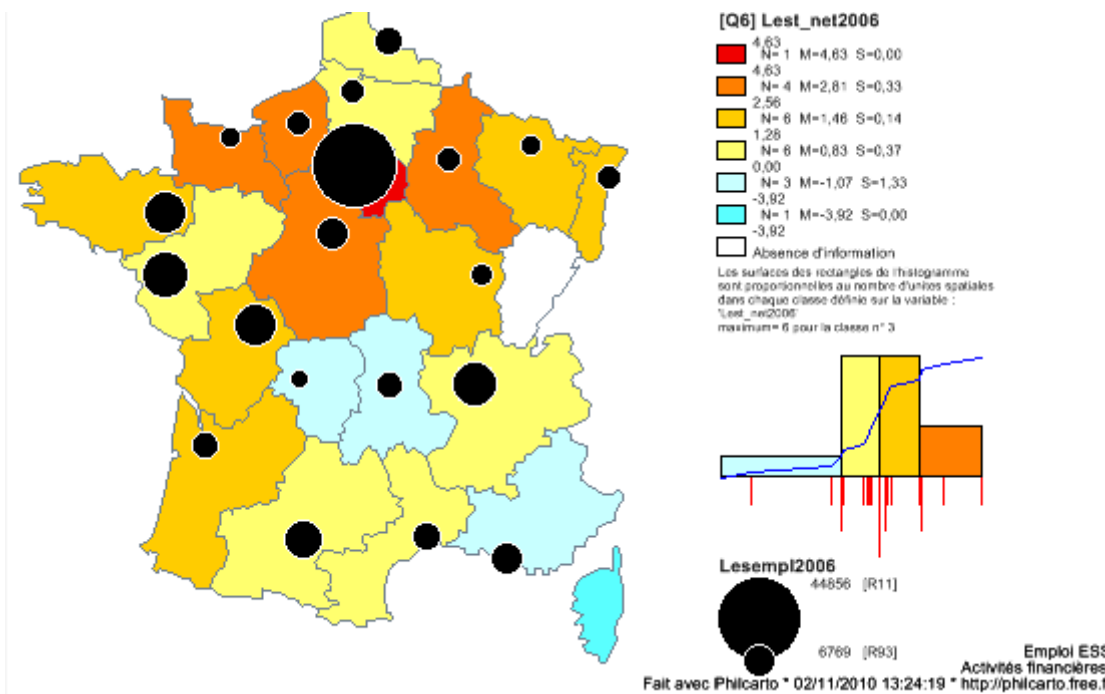 [Q6] Lest_net2006
4,63
N= 1 M=4,63 S=0,00
4,63
N= 4 M=2,81 S=0,33
2,56
N= 6 M=1,46 S=0,14
1,28
N= 6 M=0,83 S=0,37
0,00
N= 3 M=-1,07 S=1,33
-3,92
N= 1 M=-3,92 S=0,00
-3,92
Absence d'information
Les surfaces des rectangles de l'histogramme
sont proportionnelles au nombre d'unites spatiales
dans chaque classe définie sur la variable :
'Lest_net2006'
maximum= 6 pour la classe n° 3
Lesempl2006
44856 [R11]
6769 [R93]
Emploi ESS
Activités financières
Fait avec Philcarto * 02/11/2010 13:24:19 * http://philcarto.free.f